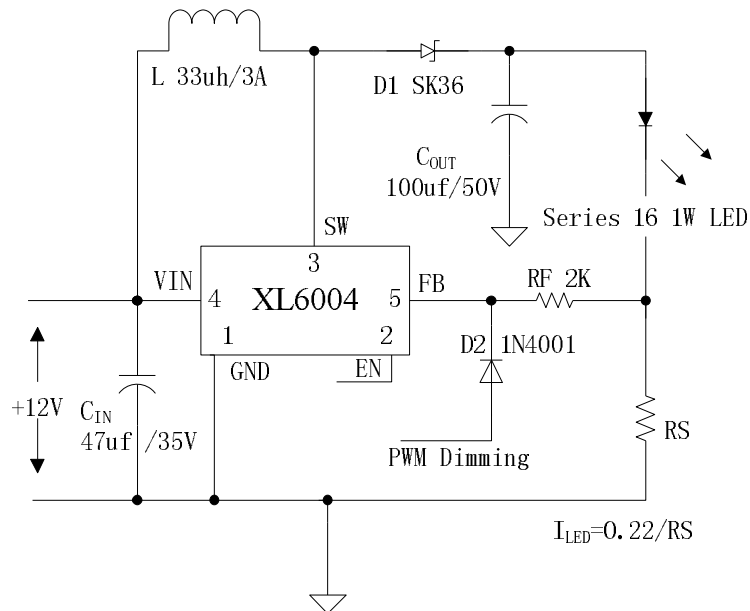 L 33uh/3A
D1 SK36
COUT
100uf/50V
Series 16 1W LED
SW
3
VIN
4
XL6004
5
FB
RF 2K
1
2
GND
EN
D2 1N4001
+12V
CIN
47uf /35V
PWM Dimming
RS
ILED=0.22/RS